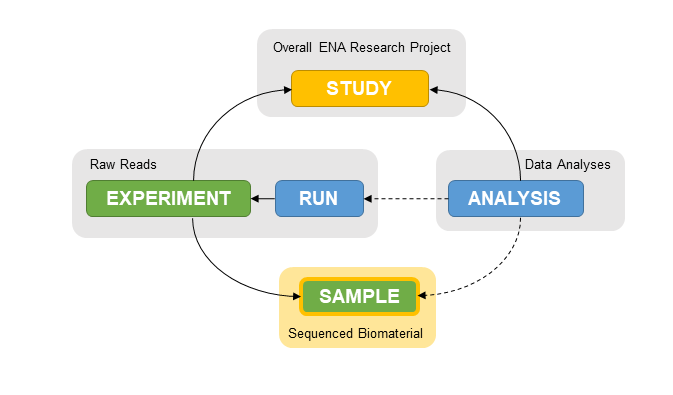 Overall ENA Research Project
STUDY
Raw Reads
EXPERIMENT
RUN
Data Analyses
ANALYSIS
SAMPLE
Sequenced Biomaterial